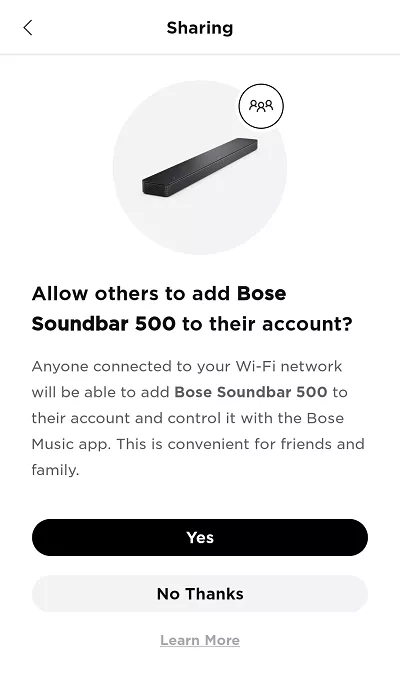 Sharing
Allow others to add Bose
Soundbar 500 to their account?
Anyone connected to your Wi-Fi network
will be able to add Bose Soundbar 500 to
their account and control it with the Bose
Music app. This is convenient for friends and
family.
Yes
No Thanks
Learn More